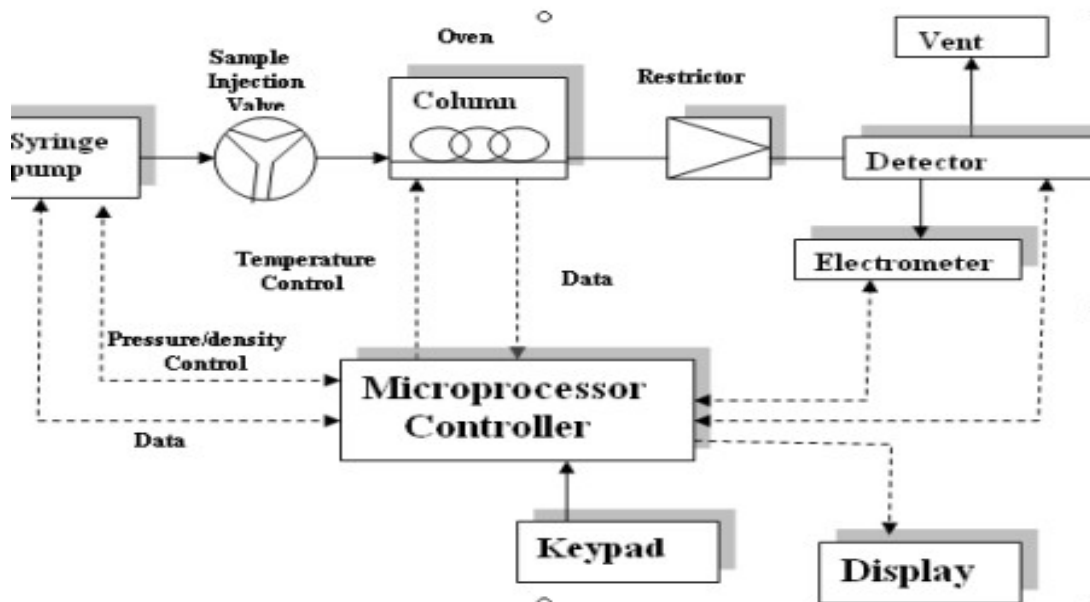 Oven
Vent
Sample
Injection
Valve
Restrictor
Column
Syringe
pump
Detector
Temperature
Control
Data
Electrometer
Pressure/density
Control
Microprocessor
Controller
Data
Keypad
Display